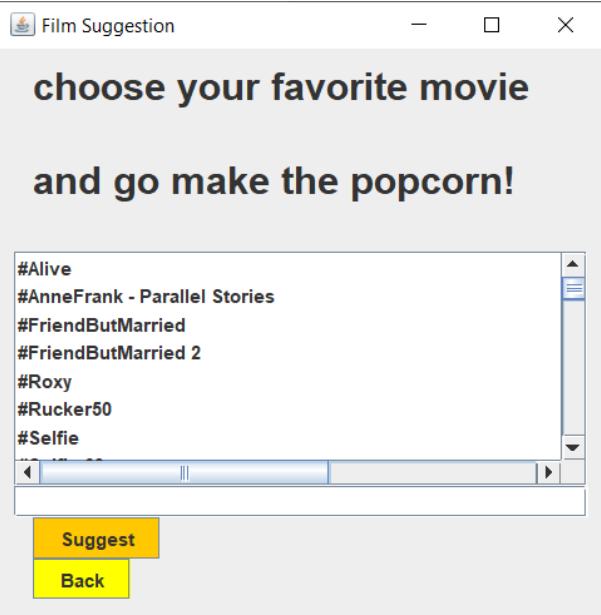 Film Suggestion
choose your favorite movie
and go make the popcorn!
#Alive
#AnneFrank - Parallel Stories
#FriendButMarried
#FriendButMarried 2
#Roxy
#Rucker50
#Selfie
Suggest
Back